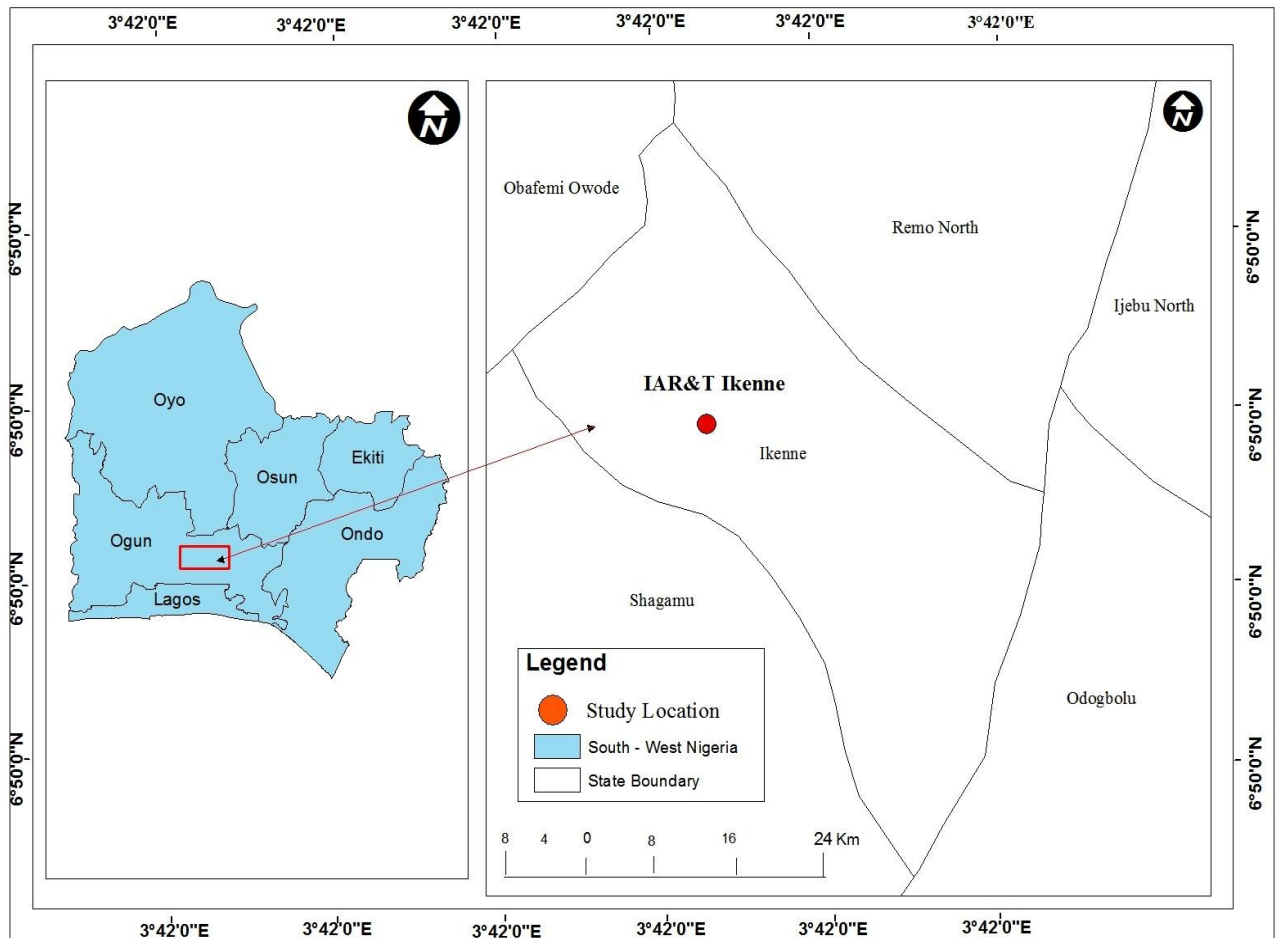 3°42'0"E 3°42'0"E 3°42'0"E 3°42'0"E 3°42'0"E 3°42'0"E
N
N
Obafemi Owode
Remo North
6°50'0"N
6°50'0"N
Ijebu North
IAR&T Ikenne
Oyo
6°50'0"N
6°50'0"N
Ikenne
Ekiti
Osun
Ondo
Ogun
6°50'0"N
6°50'0"N
Lagos
Shagamu
Legend
Study Location
South - West Nigeria
State Boundary
Odogbolu
6°50'0"N
6°50'0"N
8 4 0 8 16 24 Km
3°42'0"E 3°42'0"E 3°42'0"E 3°42'0"E 3°42'0"E 3°42'0"E